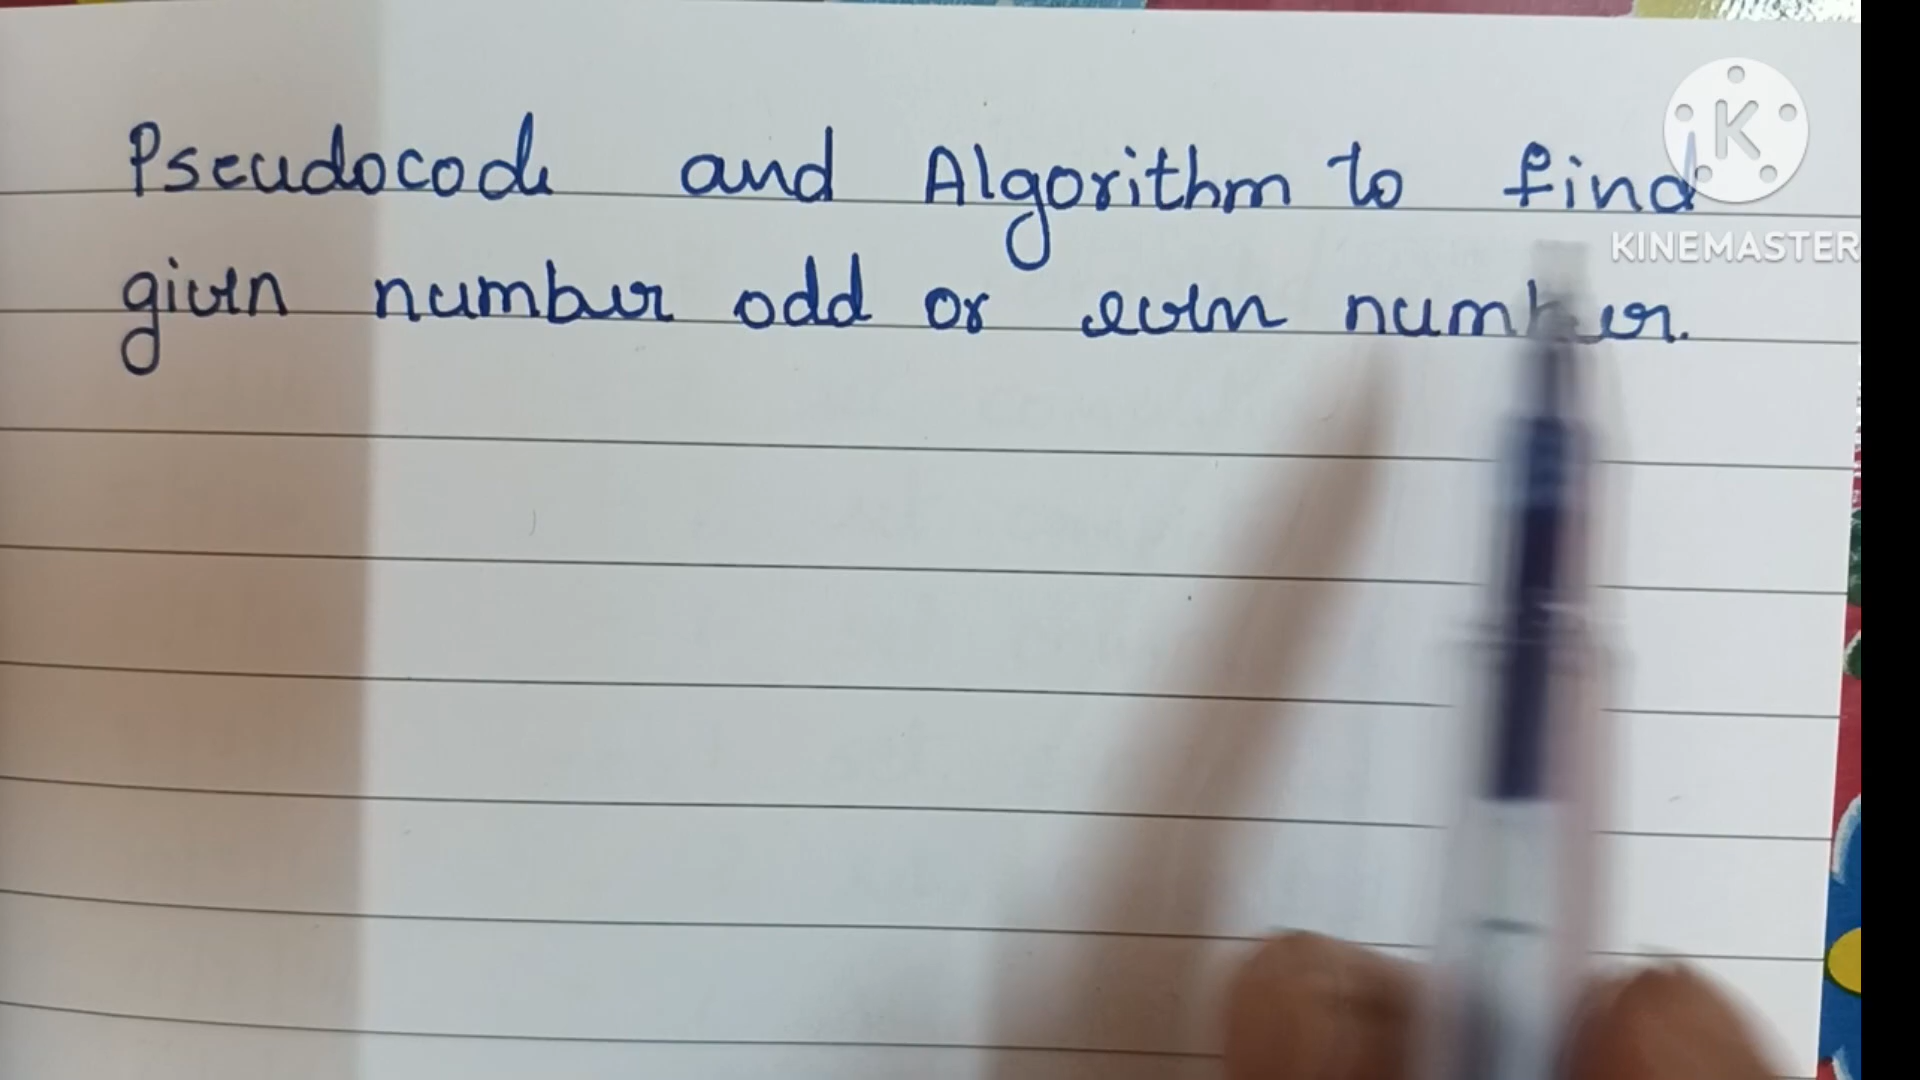 Pseudocode and Algorithm to find
given number odd or even number.
K
KINEMASTER